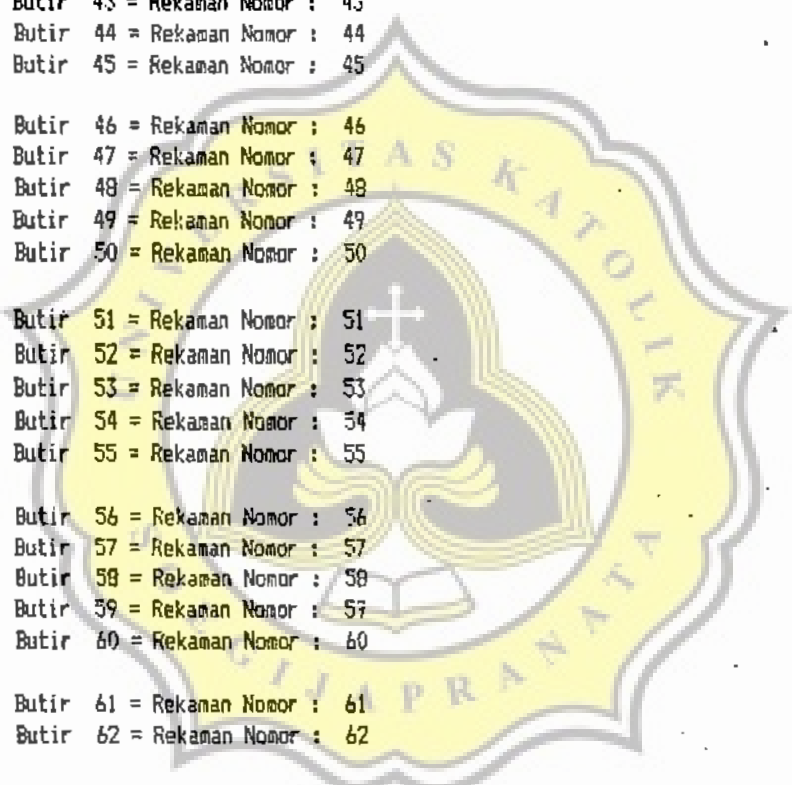 Butir 43 = Rekaman Nomor : 43
Butir 44 = Rekaman Nomor : 44
Butir 45 = Rekaman Nomor : 45
Butir 46 = Rekaman Nomor : 46
Butir 47 = Rekaman Nomor : 47
Butir 48 = Rekaman Nomor : 48
Butir 49 = Rekaman Nomor : 49
Butir 50 = Rekaman Nomor : 50
Butir 51 = Rekaman Nomor : 51
Butir 52 = Rekaman Nomor : 52
Butir 53 = Rekaman Nomor : 53
Butir 54 = Rekaman Nomor : 54
Butir 55 = Rekaman Nomor : 55
Butir 56 = Rekaman Nomor : 56
Butir 57 = Rekaman Nomor : 57
Butir 58 = Rekaman Nomor : 58
Butir 59 = Rekaman Nomor : 59
Butir 60 = Rekaman Nomor : 60
Butir 61 = Rekaman Nomor : 61
Butir 62 = Rekaman Nomor : 62
UNIVERSITAS KATOLIK
SOEGIJAPRANATA